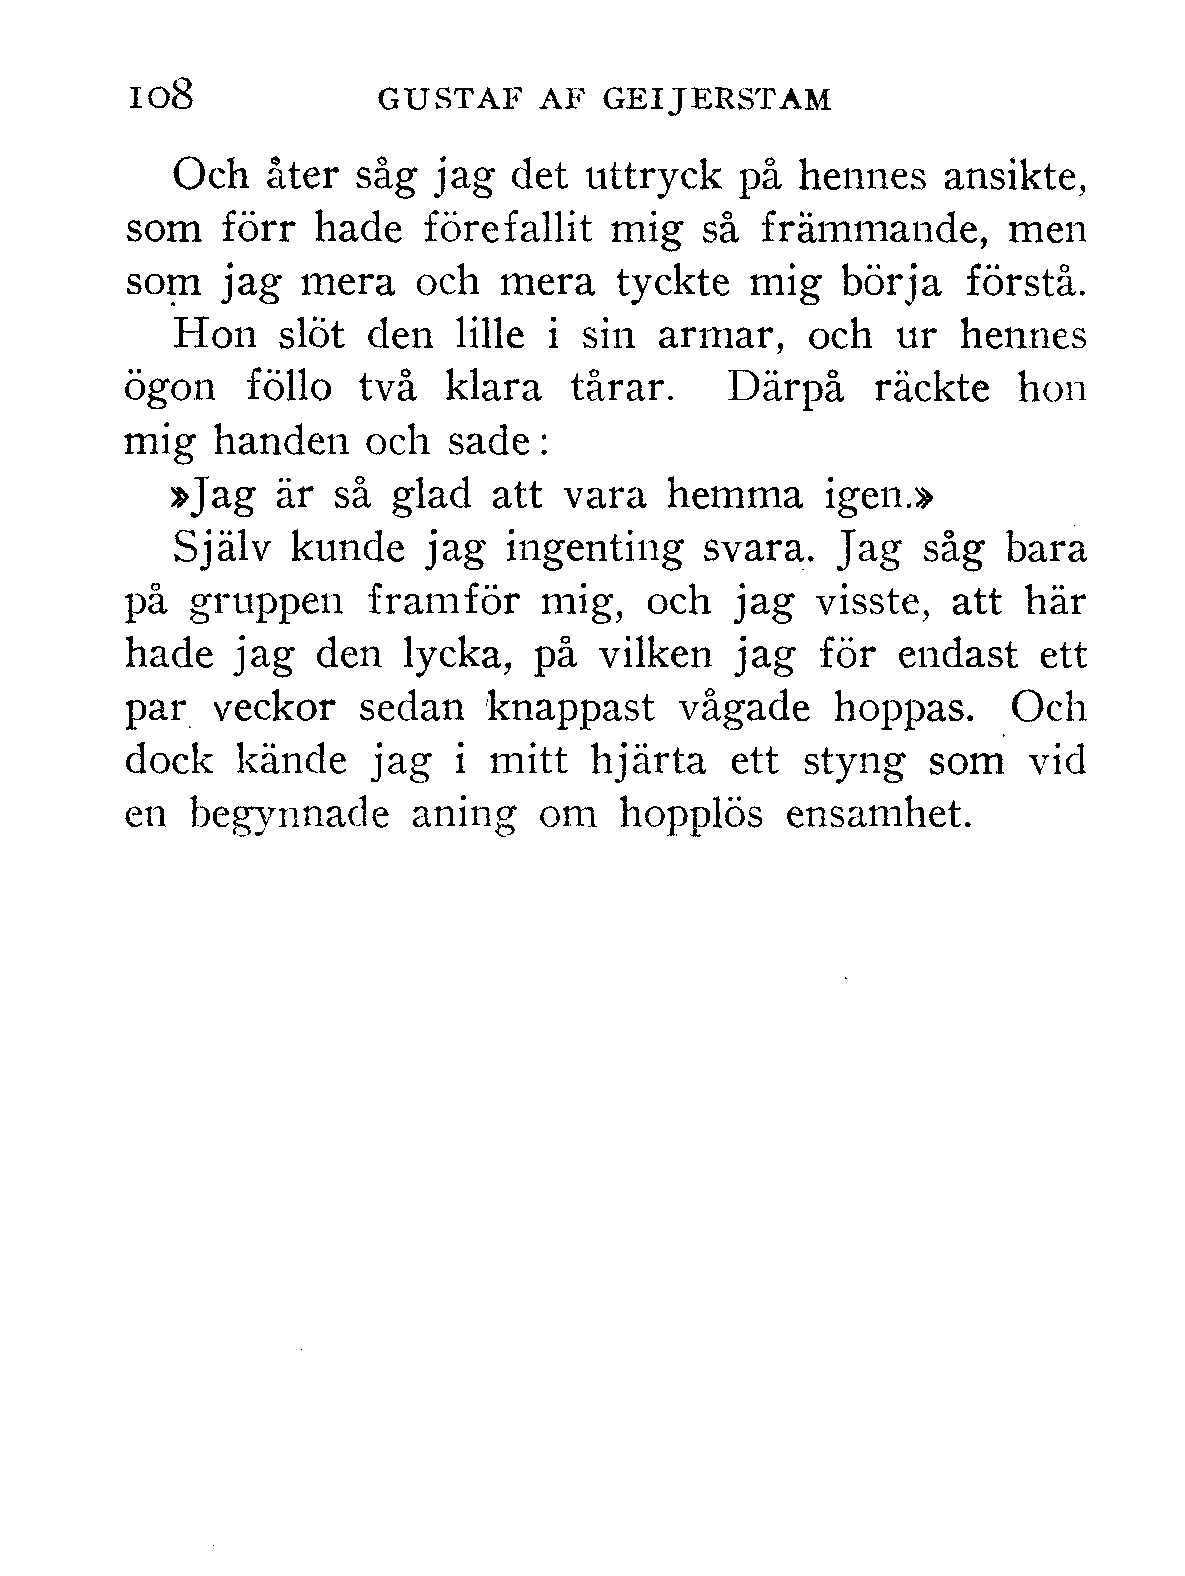 108 GUSTAF AF GEIJERSTAM
Och åter såg jag det uttryck på hennes ansikte,
som förr hade förefallit mig så främmande, men
som jag mera och mera tyckte mig börja förstå.
Hon slöt den lille i sin armar, och ur hennes
ögon föllo två klara tårar. Därpå räckte hon
mig handen och sade:
»Jag är så glad att vara hemma igen.»
Själv kunde jag ingenting svara. Jag såg bara
på gruppen framför mig, och jag visste, att här
hade jag den lycka, på vilken jag för endast ett
par veckor sedan knappast vågade hoppas. Och
dock kände jag i mitt hjärta ett styng som vid
en begynnade aning om hopplös ensamhet.